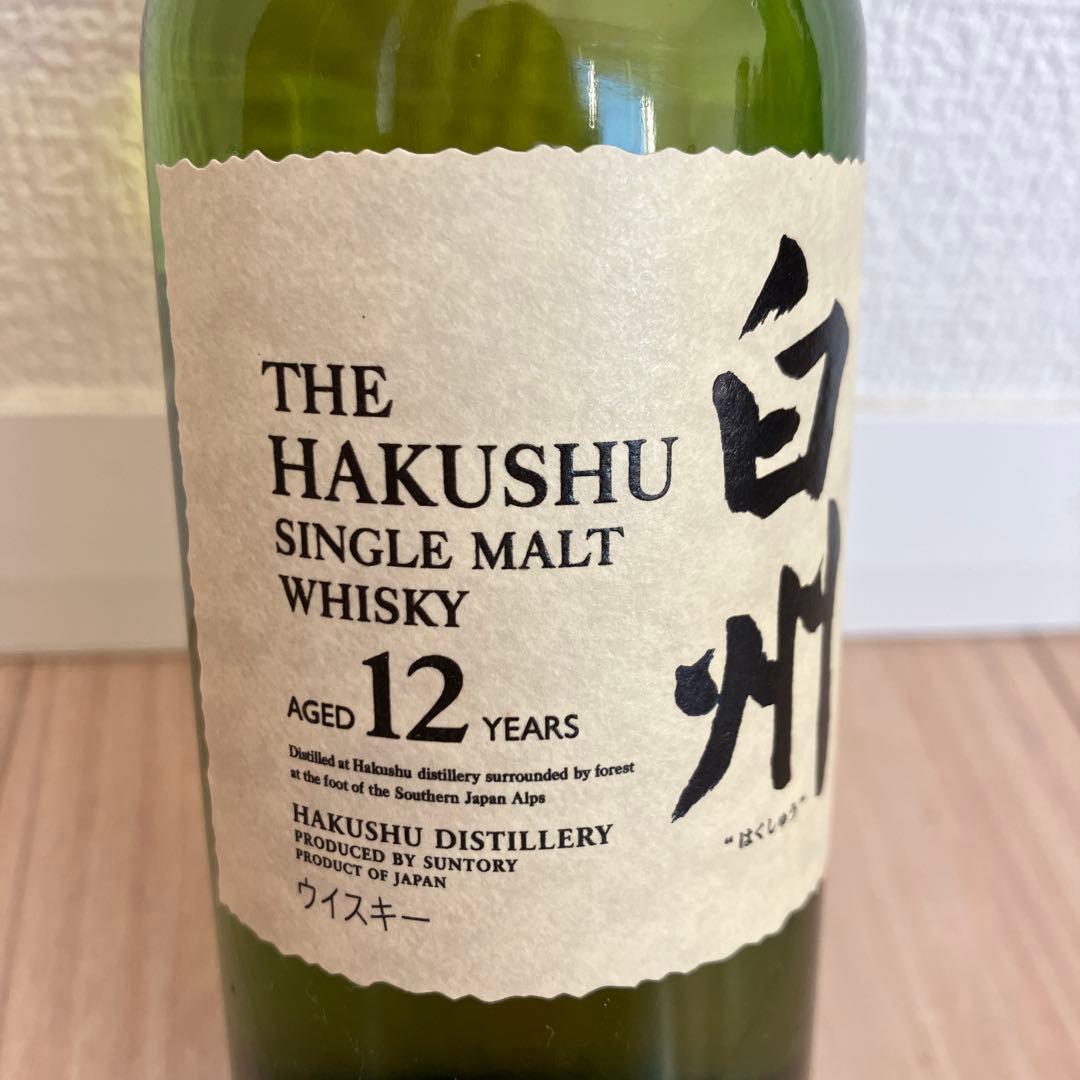 THE
HAKUSHU
SINGLE MALT
WHISKY
AGED 12 YEARS
Distilled at Hakushu distillery surrounded by forest
at the foot of the Southern Japan Alps
HAKUSHU DISTILLERY
PRODUCED BY SUNTORY
PRODUCT OF JAPAN
ウイスキー
白州
“はくしゅう”